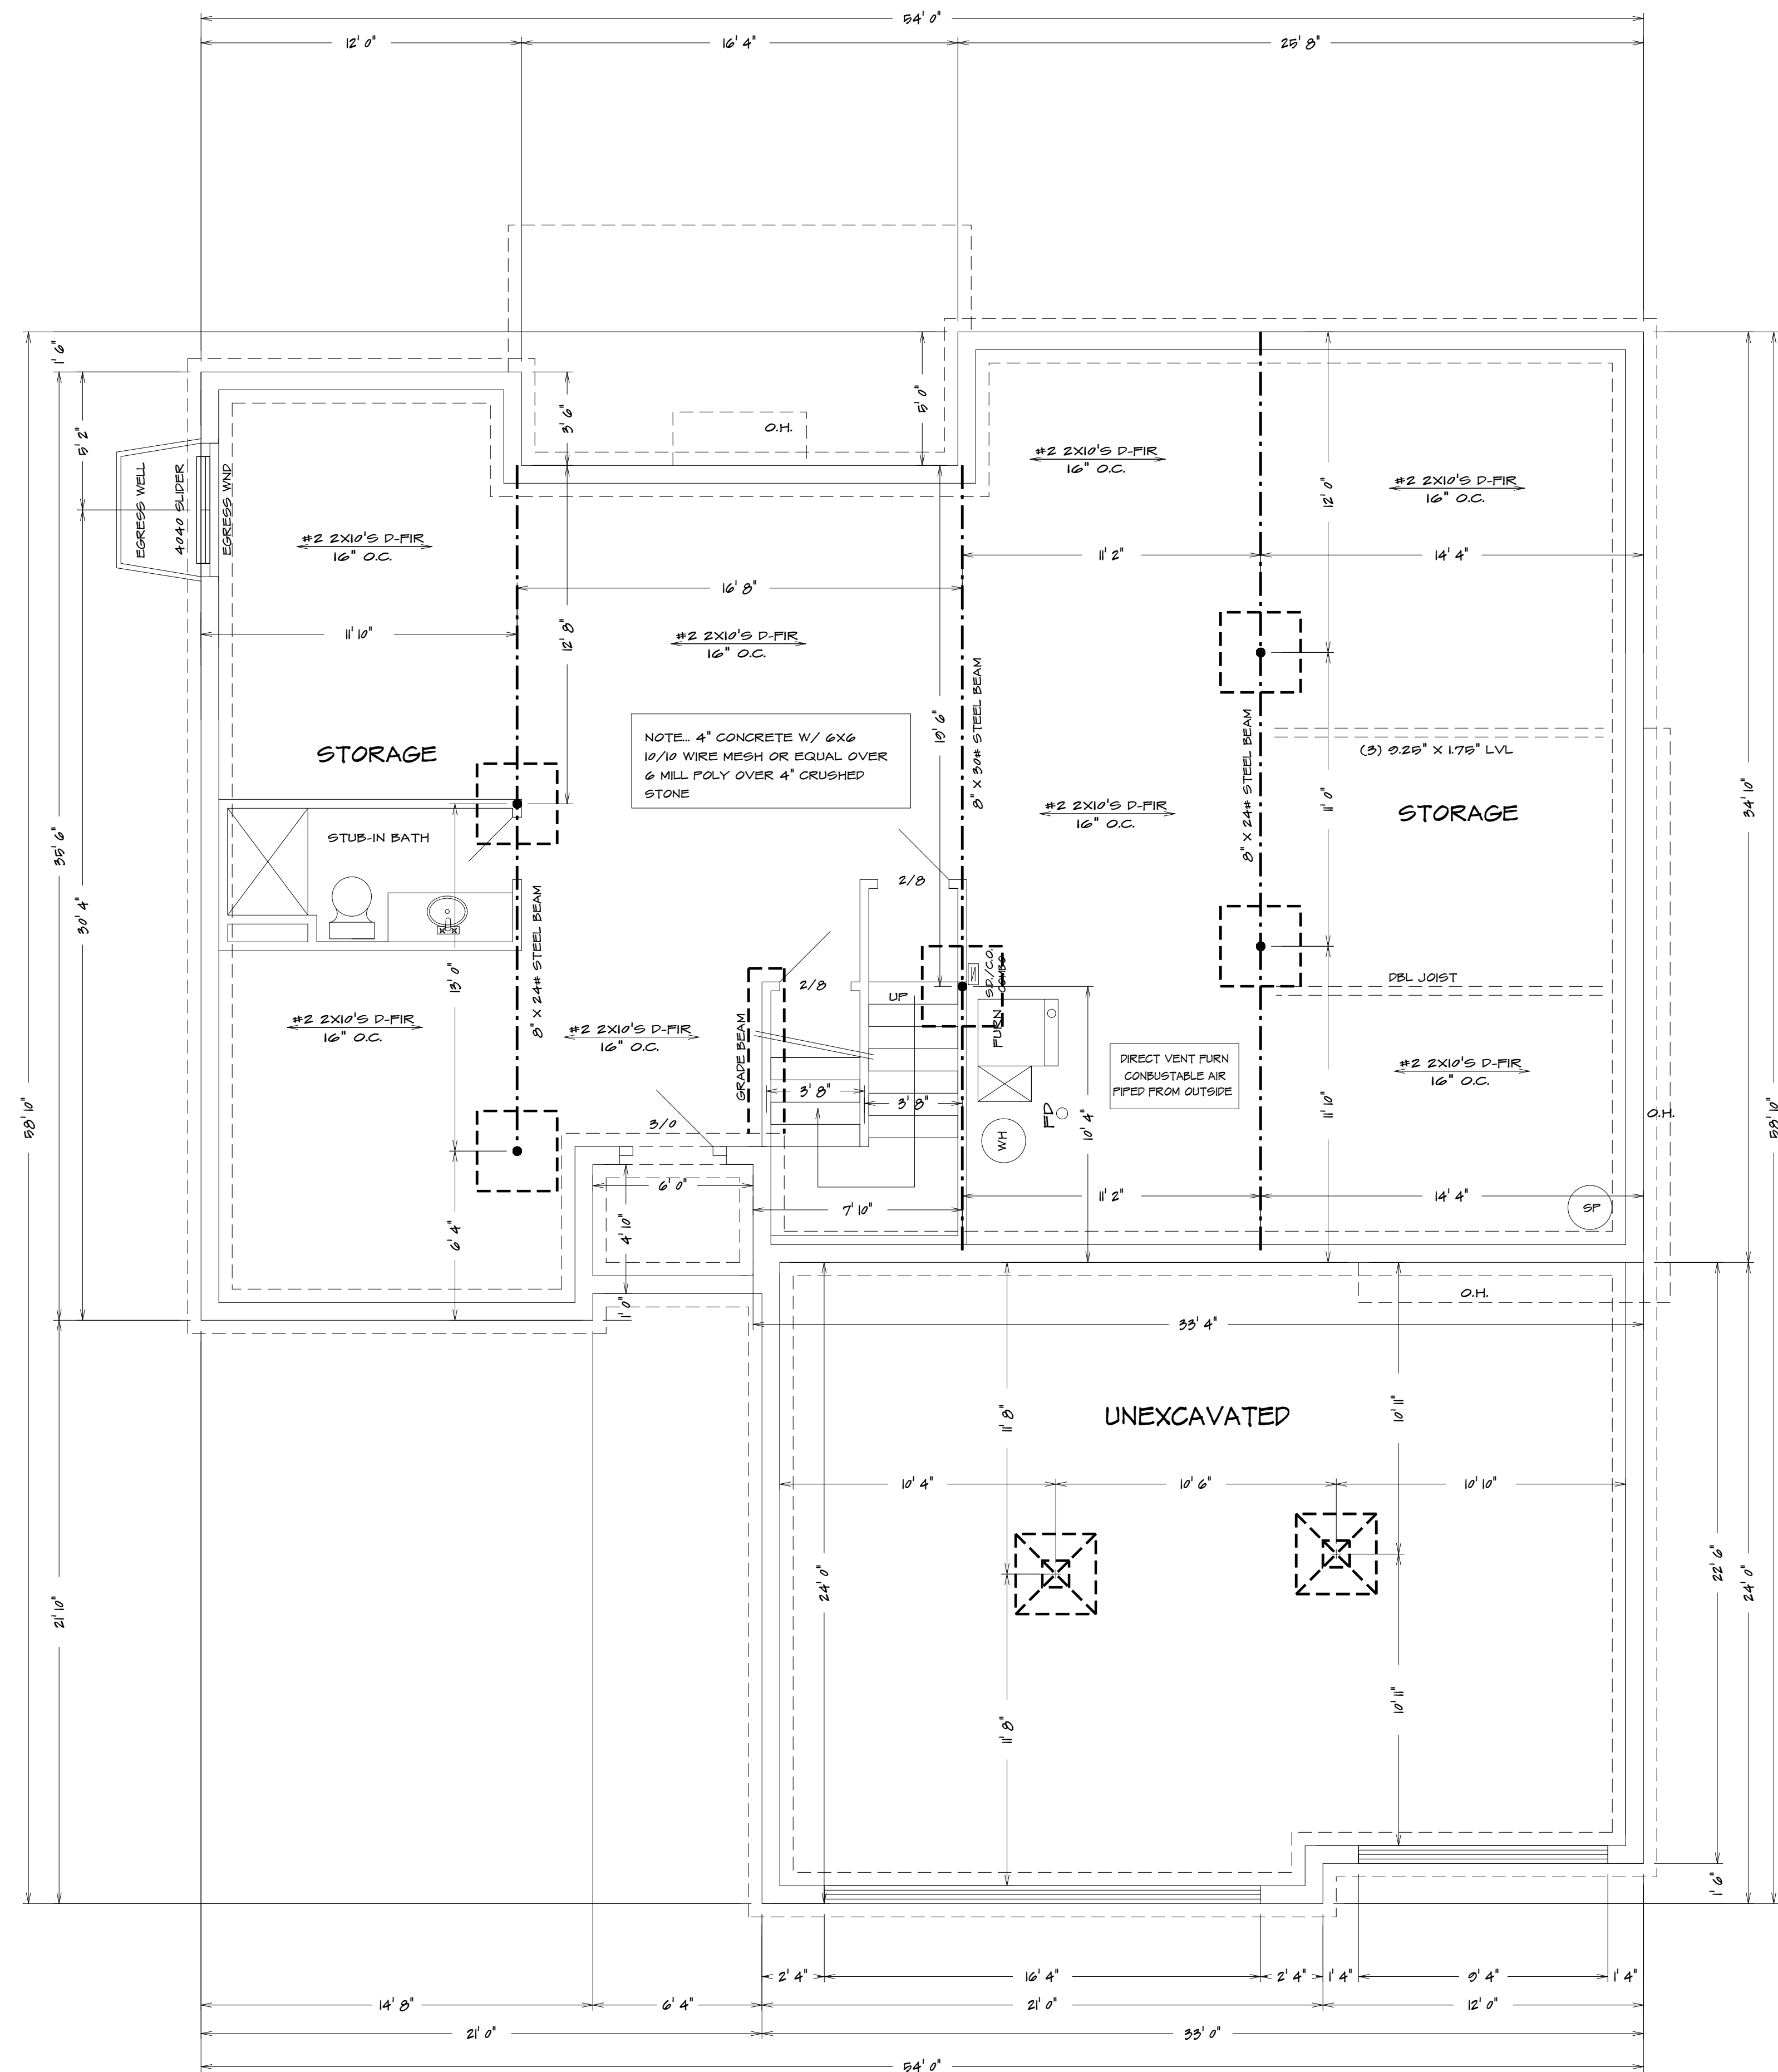 54' 0"
12' 0"
16' 4"
25' 8"
1' 6"
5' 2"
3' 6"
5' 0"
O.H.
EGRESS WELL
4040 SLIDER
EGRESS WND
#2 2X10'S D-FIR
16" O.C.
#2 2X10'S D-FIR
16" O.C.
#2 2X10'S D-FIR
16" O.C.
12' 0"
11' 2"
14' 4"
16' 8"
11' 10"
12' 8"
#2 2X10'S D-FIR
16" O.C.
8" X 30# STEEL BEAM
19' 6"
STORAGE
NOTE... 4" CONCRETE W/ 6X6
10/10 WIRE MESH OR EQUAL OVER
6 MILL POLY OVER 4" CRUSHED
STONE
8" X 24# STEEL BEAM
(3) 9.25" X 1.75" LVL
11' 0"
STORAGE
#2 2X10'S D-FIR
16" O.C.
34' 10"
35' 6"
30' 4"
STUB-IN BATH
2/8
8" X 24# STEEL BEAM
13' 0"
2/8
UP
S.D./C.O.
COMBO
FURN
DBL JOIST
#2 2X10'S D-FIR
16" O.C.
#2 2X10'S D-FIR
16" O.C.
GRADE BEAM
DIRECT VENT FURN
CONBUSTABLE AIR
PIPED FROM OUTSIDE
#2 2X10'S D-FIR
16" O.C.
3' 8"
3' 8"
FD
10' 4"
11' 10"
O.H.
58' 10"
58' 10"
3/0
WH
6' 0"
7' 10"
11' 2"
14' 4"
SP
4' 10"
6' 4"
1' 0"
O.H.
33' 4"
UNEXCAVATED
11' 8"
10' 11"
10' 4"
10' 6"
10' 10"
24' 0"
22' 6"
24' 0"
21' 10"
11' 8"
10' 11"
1' 6"
2' 4"
16' 4"
2' 4"
1' 4"
9' 4"
1' 4"
14' 8"
6' 4"
21' 0"
12' 0"
21' 0"
33' 0"
54' 0"